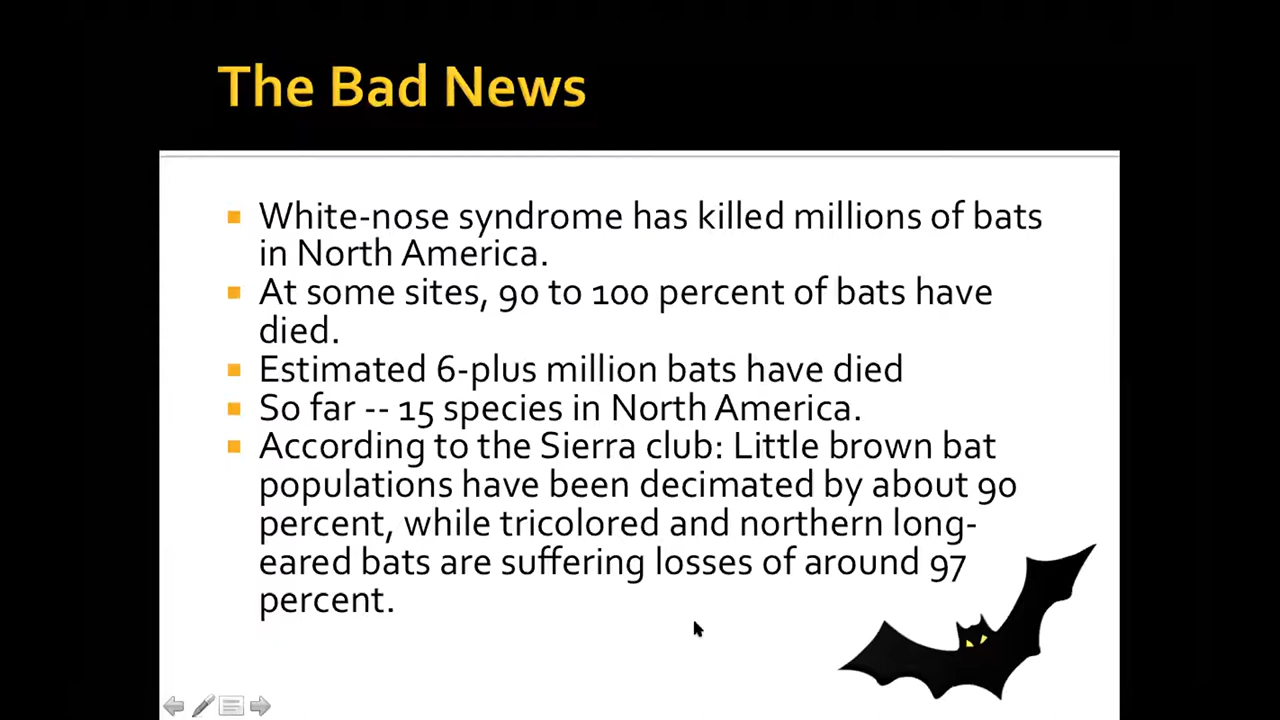 The Bad News
White-nose syndrome has killed millions of bats
in North America.
At some sites, 90 to 100 percent of bats have
died.
Estimated 6-plus million bats have died
So far -- 15 species in North America.
According to the Sierra club: Little brown bat
populations have been decimated by about 90
percent, while tricolored and northern long-
eared bats are suffering losses of around 97
percent.